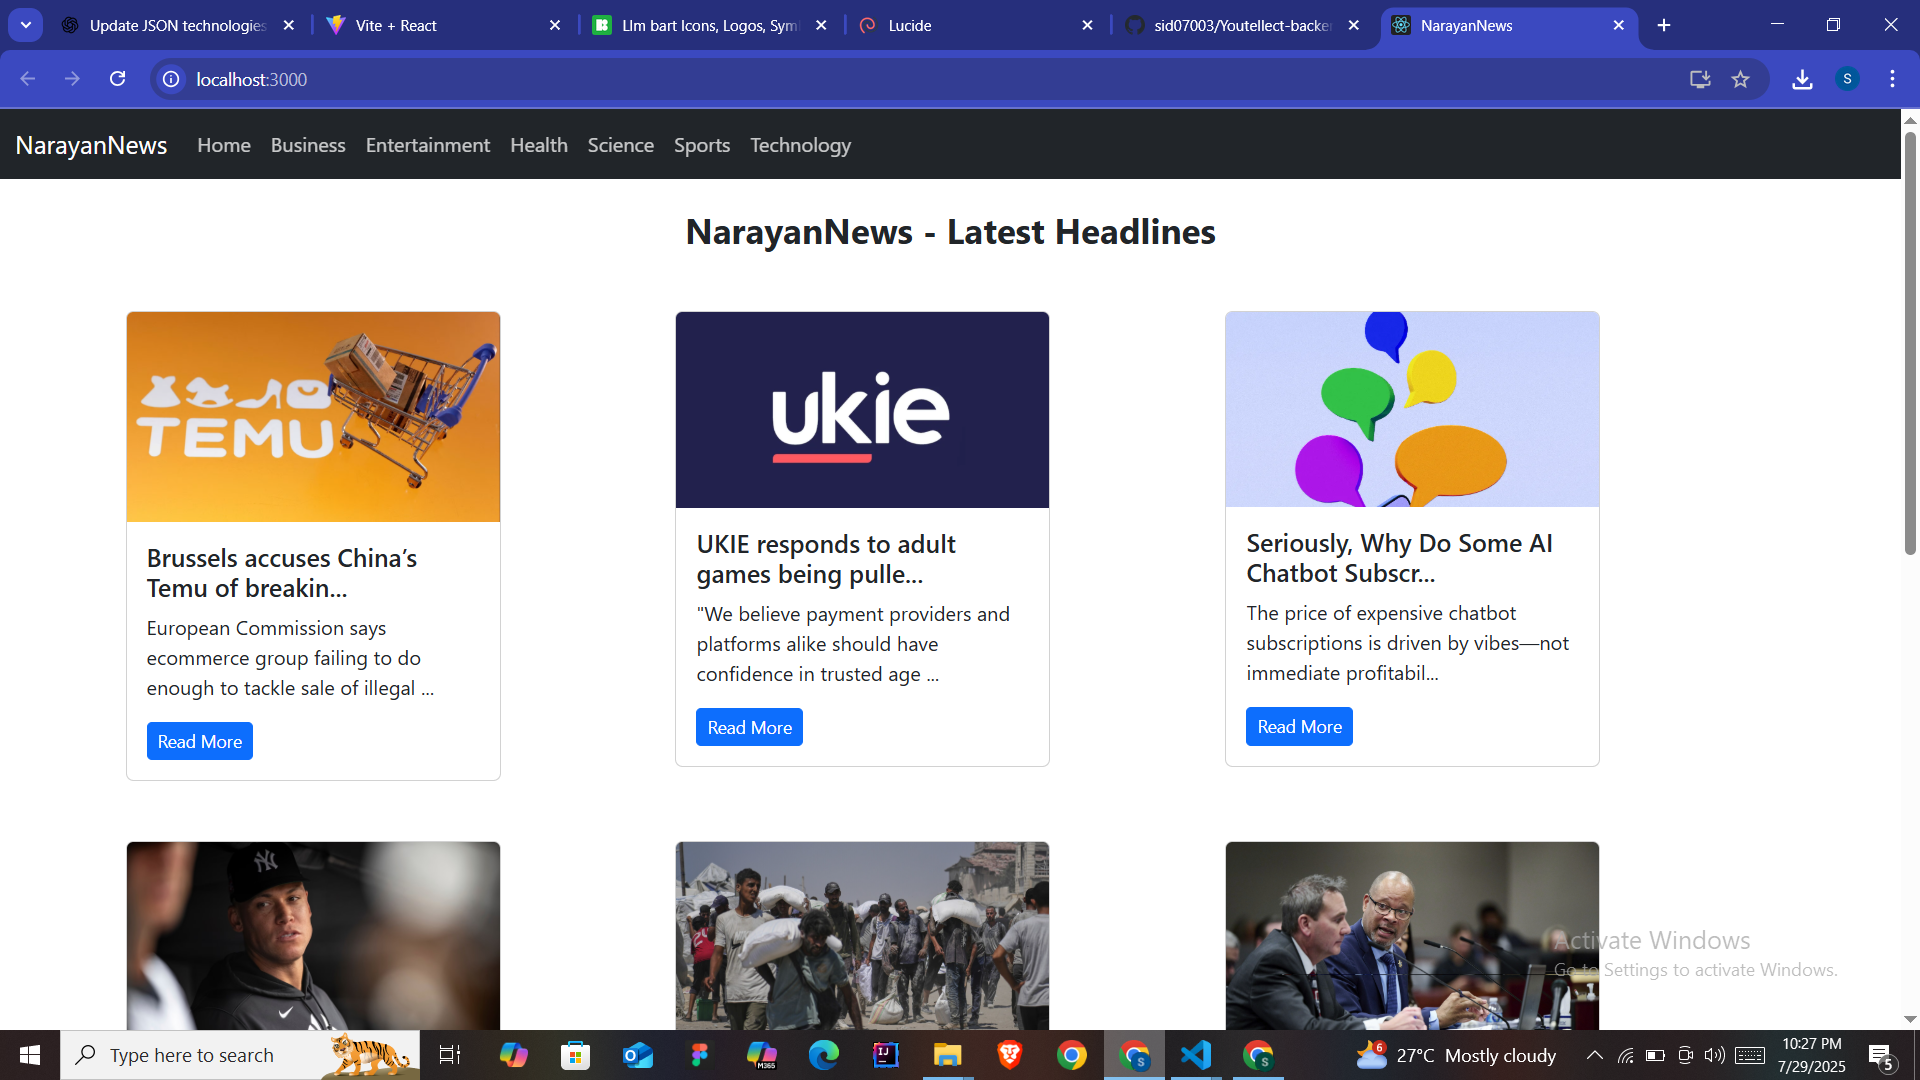 Update JSON technologies
Vite + React
Llm bart Icons, Logos, Sym
Lucide
sid07003/Youtellect-backe
NarayanNews
localhost:3000
S
NarayanNews
Home
Business
Entertainment
Health
Science
Sports
Technology
NarayanNews - Latest Headlines
TEMU
ukie
Brussels accuses China’s
Temu of breakin...
European Commission says
ecommerce group failing to do
enough to tackle sale of illegal ...
Read More
UKIE responds to adult
games being pulle...
"We believe payment providers and
platforms alike should have
confidence in trusted age ...
Read More
Seriously, Why Do Some AI
Chatbot Subscr...
The price of expensive chatbot
subscriptions is driven by vibes—not
immediate profitabil...
Read More
NY
Activate Windows
Go to Settings to activate Windows.
Type here to search
M365
IJ
S
S
6
27°C Mostly cloudy
10:27 PM
7/29/2025
5